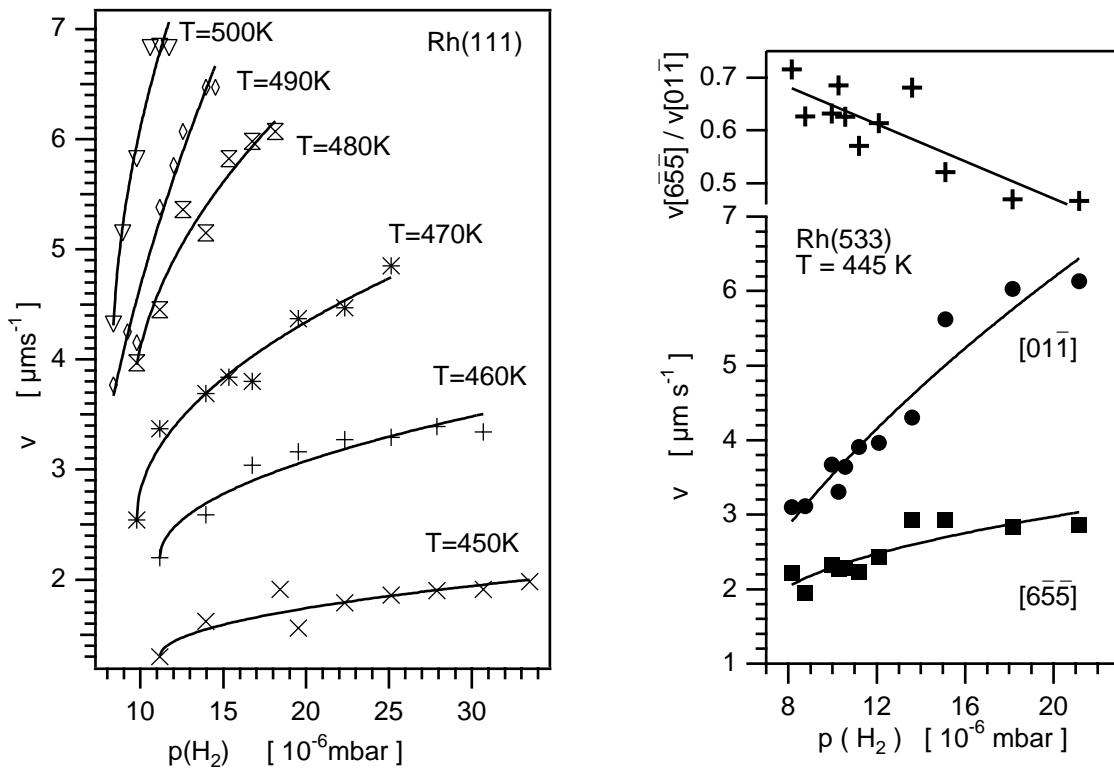 7
6
5
4
3
2
v [ µms⁻¹ ]
T=500K
Rh(111)
T=490K
T=480K
T=470K
T=460K
T=450K
10 15 20 25 30
p(H₂) [ 10⁻⁶mbar ]
0.7
0.6
0.5
v[65̅5̅] / v[011̅]
7
6
5
4
3
2
1
v [ µm s⁻¹ ]
Rh(533)
T = 445 K
[011̅]
[65̅5̅]
8 12 16 20
p ( H₂ ) [ 10⁻⁶ mbar ]